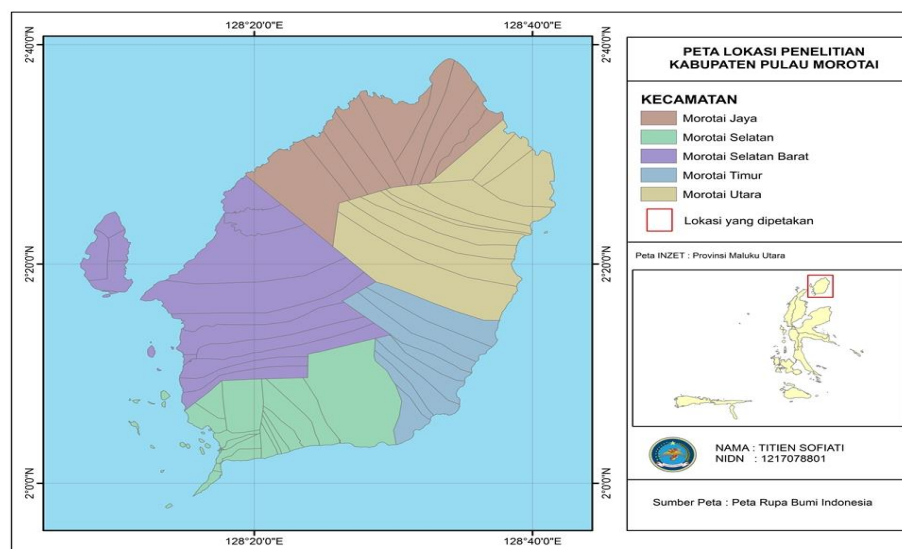 128°20'0"E
128°40'0"E
2°40'0"N
2°40'0"N
2°20'0"N
2°20'0"N
2°0'0"N
2°0'0"N
128°20'0"E
128°40'0"E
PETA LOKASI PENELITIAN
KABUPATEN PULAU MOROTAI
KECAMATAN
Morotai Jaya
Morotai Selatan
Morotai Selatan Barat
Morotai Timur
Morotai Utara
Lokasi yang dipetakan
Peta INZET : Provinsi Maluku Utara
NAMA : TITIEN SOFIATI
NIDN : 1217078801
Sumber Peta : Peta Rupa Bumi Indonesia